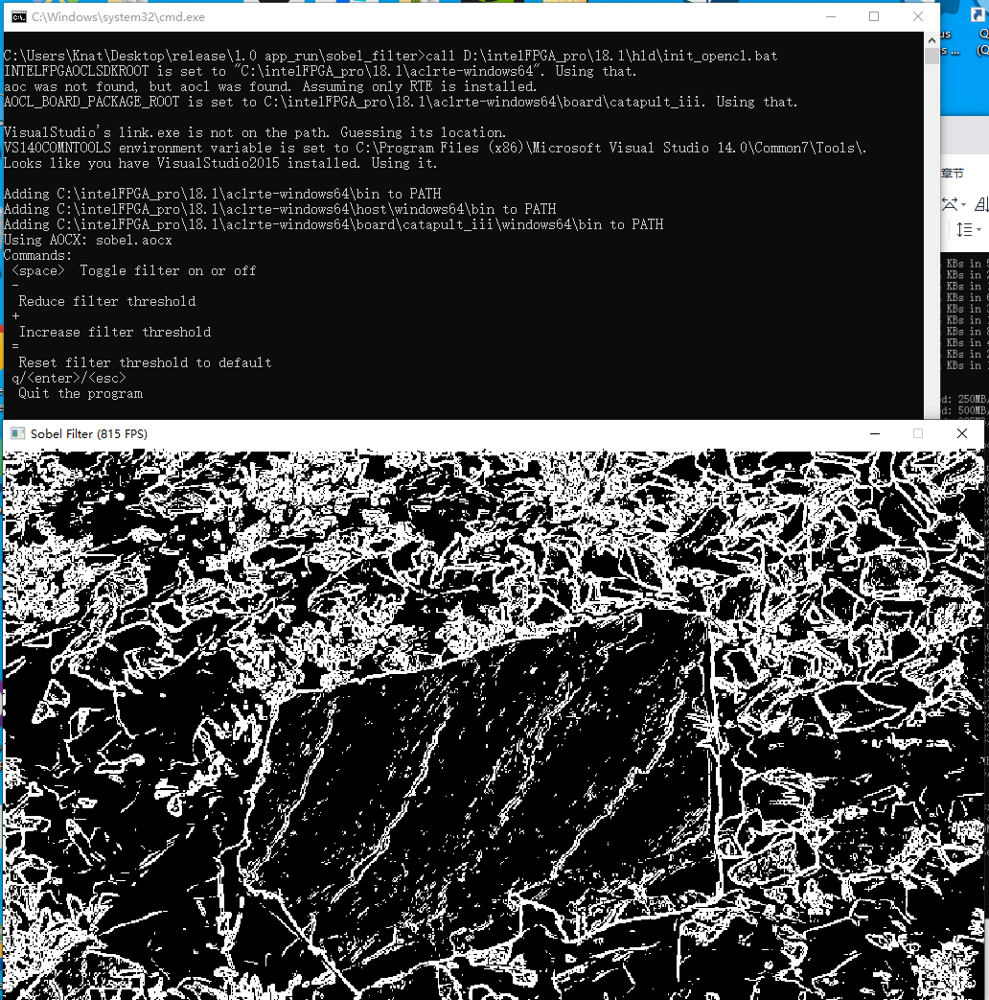 C:\Windows\system32\cmd.exe
C:\Users\Knat\Desktop\release\1.0 app_run\sobel_filter>call D:\intelFPGA_pro\18.1\hld\init_opencl.bat
INTELFPGAOCLSDKROOT is set to "C:\intelFPGA_pro\18.1\aclrte-windows64". Using that.
aoc was not found, but aocl was found. Assuming only RTE is installed.
AOCL_BOARD_PACKAGE_ROOT is set to C:\intelFPGA_pro\18.1\aclrte-windows64\board\catapult_iii. Using that.
VisualStudio's link.exe is not on the path. Guessing its location.
VS140COMNTOOLS environment variable is set to C:\Program Files (x86)\Microsoft Visual Studio 14.0\Common7\Tools\.
Looks like you have VisualStudio2015 installed. Using it.
Adding C:\intelFPGA_pro\18.1\aclrte-windows64\bin to PATH
Adding C:\intelFPGA_pro\18.1\aclrte-windows64\host\windows64\bin to PATH
Adding C:\intelFPGA_pro\18.1\aclrte-windows64\board\catapult_iii\windows64\bin to PATH
Using AOCX: sobel.aocx
Commands:
<space>  Toggle filter on or off
-
Reduce filter threshold
+
Increase filter threshold
=
Reset filter threshold to default
q/<enter>/<esc>
Quit the program
Sobel Filter (815 FPS)
章节
KBs in
KBs in
KBs in
KBs in
KBs in
KBs in
KBs in
KBs in
KBs in
KBs in
d: 250MB/
d: 500MB/